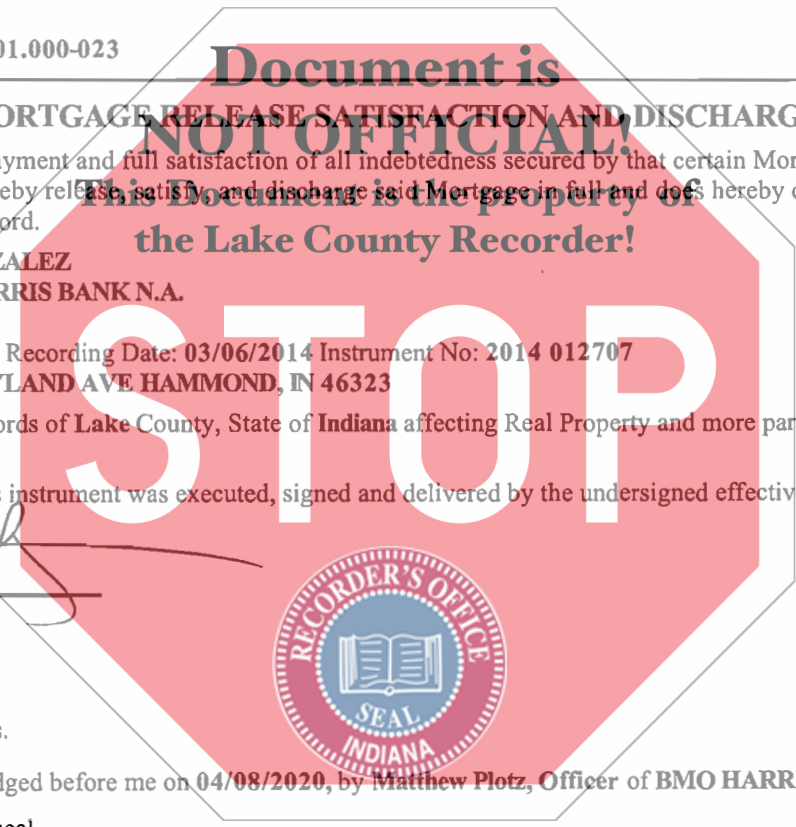 01.000-023
Document is
ORTGAGE RELEASE SATISFACTION AND DISCHARG
NOT OFFICIAL!
ayment and full satisfaction of all indebtedness secured by that certain Mor
eby release, satisfy, and discharge said Mortgage in full and does hereby c
This Document is the property of
ord.
the Lake County Recorder!
ZALEZ
RRIS BANK N.A.
Recording Date: 03/06/2014 Instrument No: 2014 012707
YLAND AVE HAMMOND, IN 46323
ords of Lake County, State of Indiana affecting Real Property and more par
STOP
s instrument was executed, signed and delivered by the undersigned effectiv
RECORDER'S OFFICE
SEAL
INDIANA
s.
dged before me on 04/08/2020, by Matthew Plotz, Officer of BMO HARR